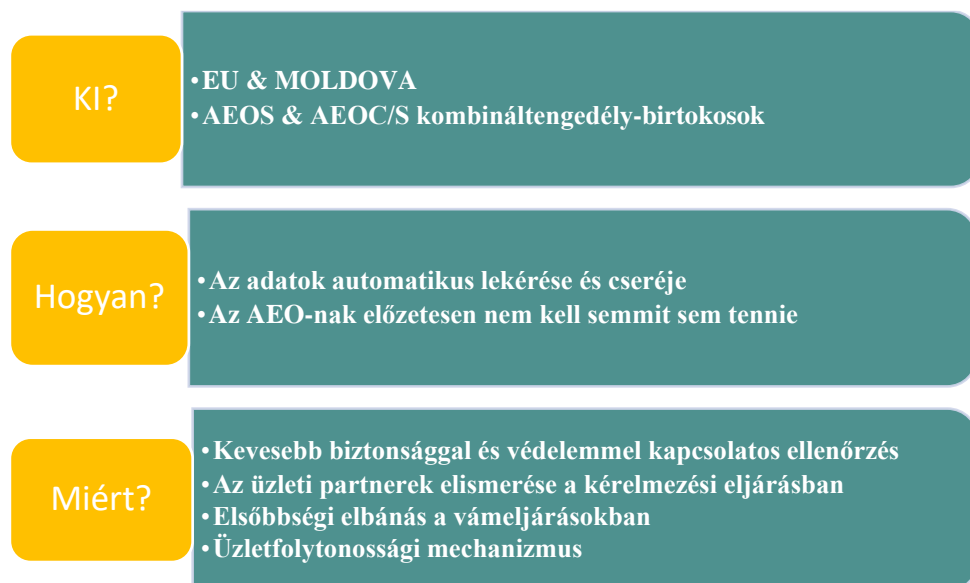 KI?
•EU & MOLDOVA
•AEOS & AEOC/S kombináltengedély-birtokosok
Hogyan?
•Az adatok automatikus lekérése és cseréje
•Az AEO-nak előzetesen nem kell semmit sem tennie
Miért?
•Kevesebb biztonsággal és védelemmel kapcsolatos ellenőrzés
•Az üzleti partnerek elismerése a kérelmezési eljárásban
•Elsőbbségi elbánás a vámeljárásokban
•Üzletfolytonossági mechanizmus